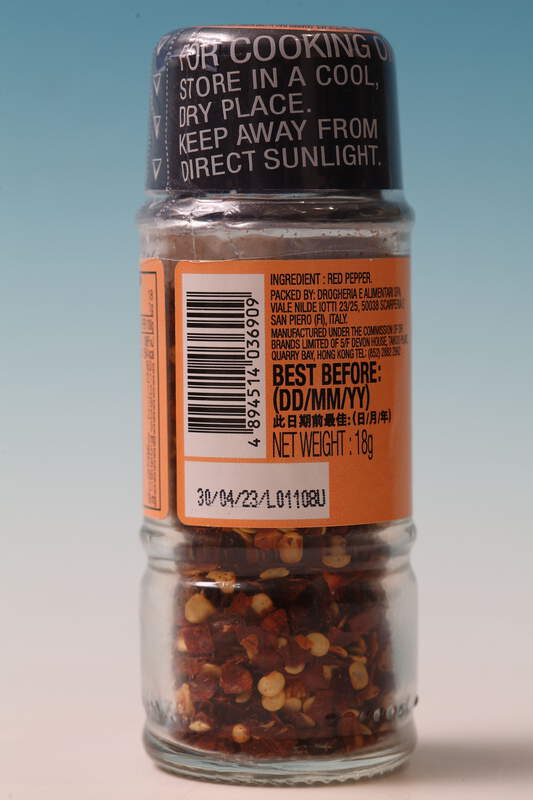 FOR COOKING
STORE IN A COOL,
DRY PLACE.
KEEP AWAY FROM
DIRECT SUNLIGHT.
INGREDIENT : RED PEPPER.
PACKED BY: DROGHERIA E ALIMENTARI SPA,
VIALE NILDE IOTTI 23/25, 50038 SCARPERIA
SAN PIERO (FI), ITALY.
MANUFACTURED UNDER THE COMMISSION OF
BRANDS LIMITED OF 5/F DEVON HOUSE,
QUARRY BAY, HONG KONG TEL: (852)
BEST BEFORE:
(DD/MM/YY)
此日期前最佳:(日/月/年)
NET WEIGHT : 18g
4 894514 036909
30/04/23/L01108U